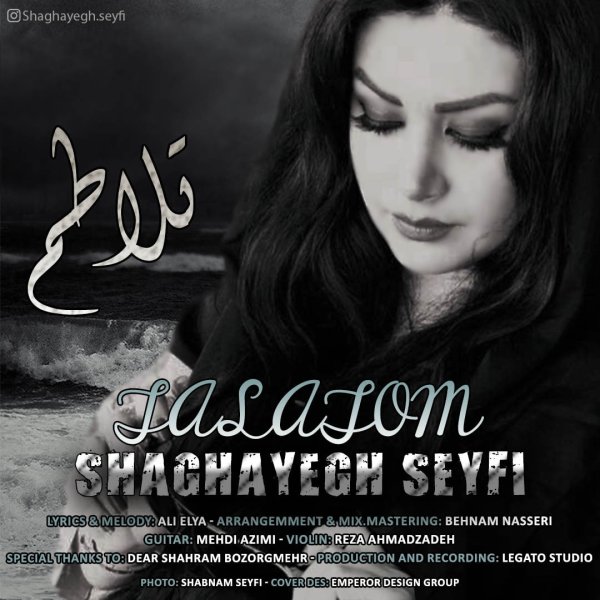 Shaghayegh.seyfi
تلاطم
TALATOM
SHAGHAYEGH SEYFI
LYRICS & MELODY: ALI ELYA - ARRANGEMMENT & MIX.MASTERING: BEHNAM NASSERI
GUITAR: MEHDI AZIMI - VIOLIN: REZA AHMADZADEH
SPECIAL THANKS TO: DEAR SHAHRAM BOZORGMEHR - PRODUCTION AND RECORDING: LEGATO STUDIO
PHOTO: SHABNAM SEYFI - COVER DES: EMPEROR DESIGN GROUP